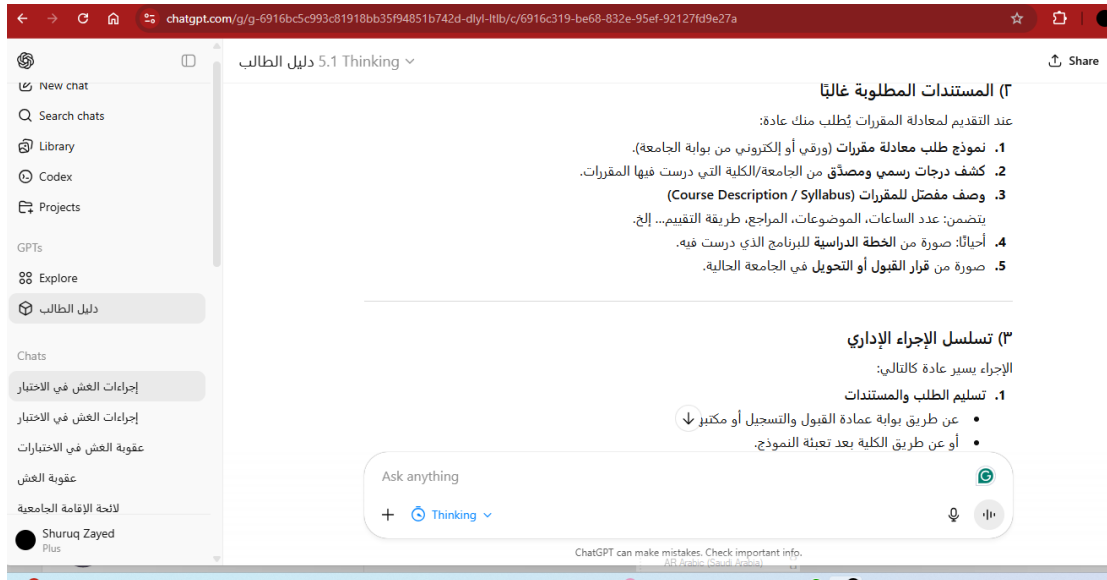 chatgpt.com/g/g-6916bc5c993c81918bb35f94851b742d-dlyl-ltlb/c/6916c319-be68-832e-95ef-92127fd9e27a
دليل الطالب 5.1 Thinking
Share
New chat
Search chats
Library
Codex
Projects
GPTs
Explore
دليل الطالب
Chats
إجراءات الغش في الاختبار
إجراءات الغش في الاختبار
عقوبة الغش في الاختبارات
عقوبة الغش
لائحة الإقامة الجامعية
Shuruq Zayed
Plus
٢) المستندات المطلوبة غالبًا
عند التقديم لمعادلة المقررات يُطلب منك عادة:
1. نموذج طلب معادلة مقررات (ورقي أو إلكتروني من بوابة الجامعة).
2. كشف درجات رسمي ومصدَّق من الجامعة/الكلية التي درست فيها المقررات.
3. وصف مفصّل للمقررات (Course Description / Syllabus)
يتضمن: عدد الساعات، الموضوعات، المراجع، طريقة التقييم... إلخ.
4. أحيانًا: صورة من الخطة الدراسية للبرنامج الذي درست فيه.
5. صورة من قرار القبول أو التحويل في الجامعة الحالية.
٣) تسلسل الإجراء الإداري
الإجراء يسير عادة كالتالي:
1. تسليم الطلب والمستندات
• عن طريق بوابة عمادة القبول والتسجيل أو
• أو عن طريق الكلية بعد تعبئة النموذج.
Ask anything
Thinking
ChatGPT can make mistakes. Check important info.
AR Arabic (Saudi Arabia)